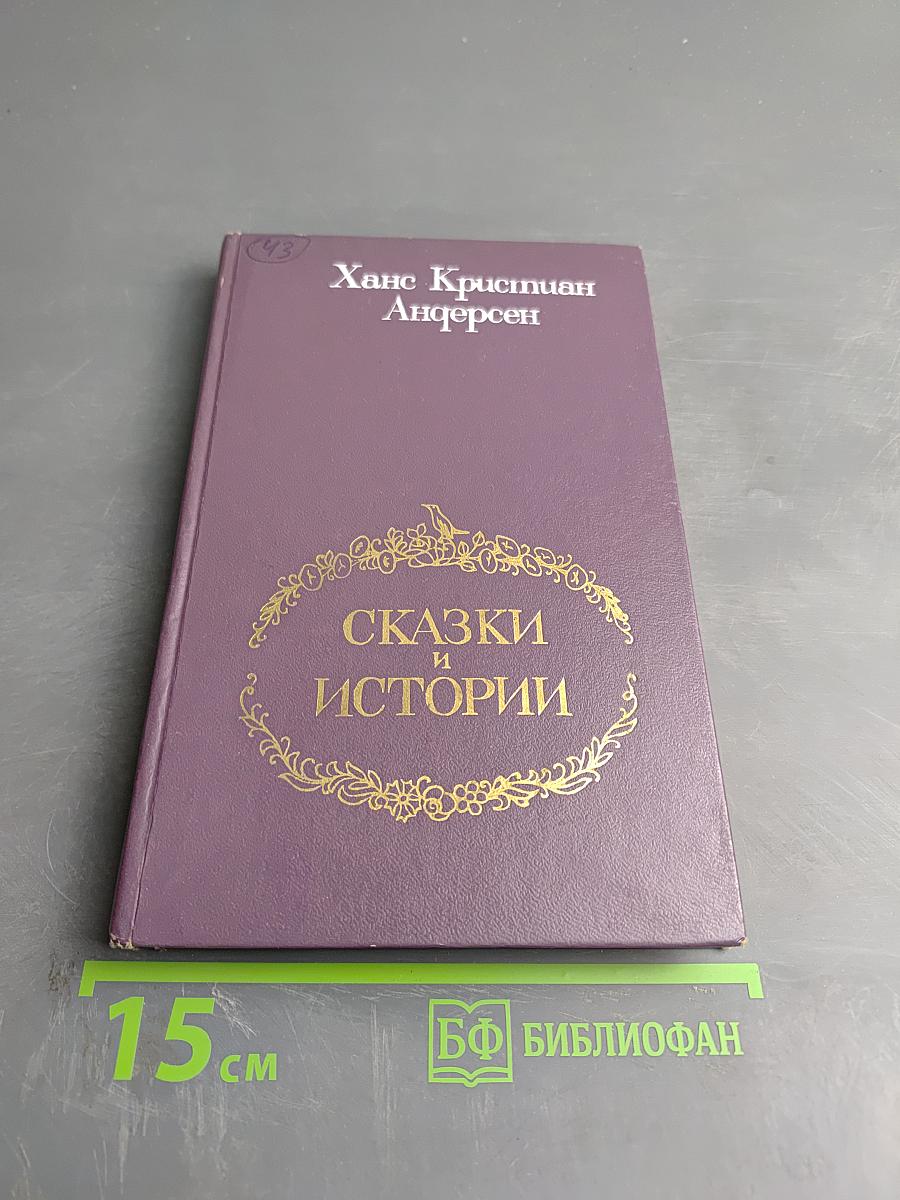 43
Ханс Кристиан
Андерсен
СКАЗКИ
и
ИСТОРИИ
15 см
БФ БИБЛИОФАН